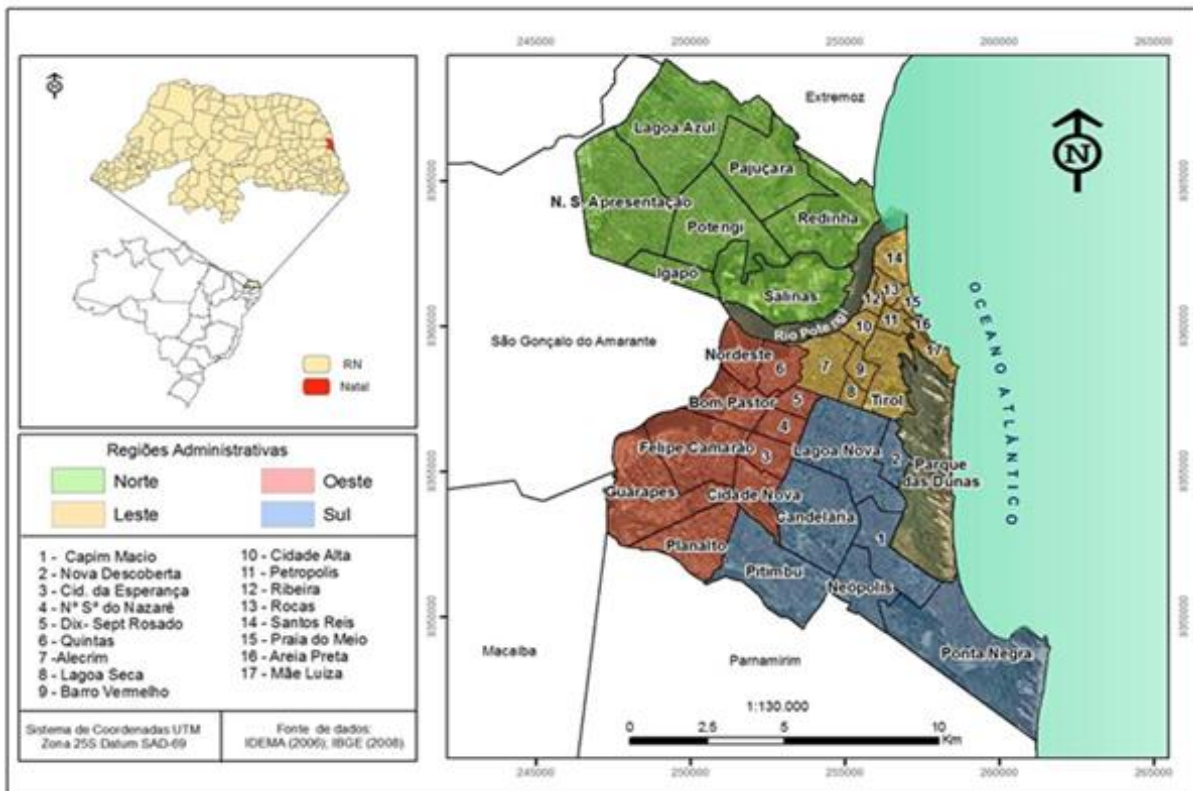 RN
Natal
Regiões Administrativas
Norte
Oeste
Leste
Sul
1 - Capim Macio
2 - Nova Descoberta
3 - Cid. da Esperança
4 - Nª Sª do Nazaré
5 - Dix- Sept Rosado
6 - Quintas
7 -Alecrim
8 - Lagoa Seca
9 - Barro Vermelho
10 - Cidade Alta
11 - Petropolis
12 - Ribeira
13 - Rocas
14 - Santos Reis
15 - Praia do Meio
16 - Areia Preta
17 - Mãe Luiza
Sistema de Coordenadas UTM
Zona 25S Datum SAD-69
Fonte de dados:
IDEMA (2006); IBGE (2008)
245000
250000
255000
260000
265000
Extremoz
N
Lagoa Azul
Pajuçara
N. S. Apresentação
Redinha
Potengi
Igapó
Salinas
14
13
12
15
11
10
16
17
São Gonçalo do Amarante
Nordeste
6
7
9
8
Tirol
Bom Pastor
5
4
Felipe Camarão
3
Lagoa Nova
2
Parque
das Dunas
OCEANO ATLÂNTICO
Guarapes
Cidade Nova
Candelária
1
Planalto
Pitimbu
Neópolis
Ponta Negra
Macaíba
Parnamirim
1:130.000
0
2.5
5
10
Km
245000
250000
255000
260000
265000